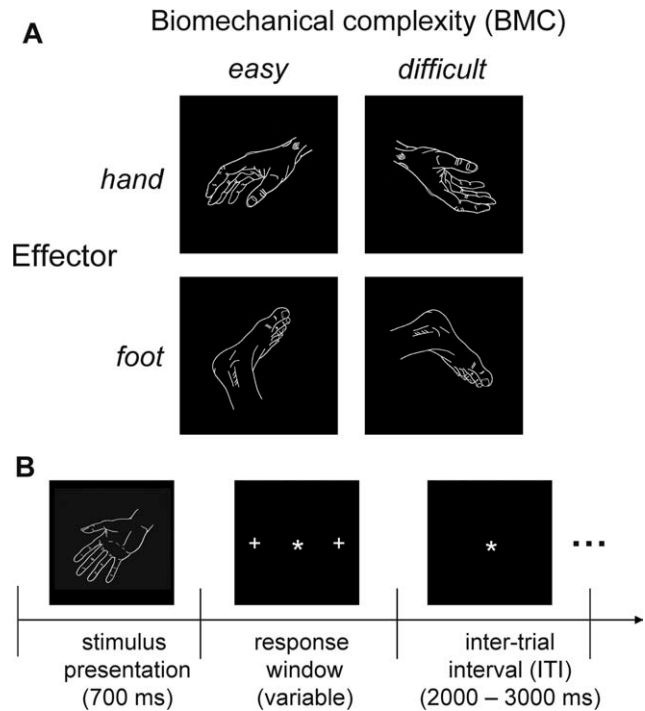 A
Biomechanical complexity (BMC)
easy
difficult
hand
Effector
foot
B
+ * +
*
...
stimulus
presentation
(700 ms)
response
window
(variable)
inter-trial
interval (ITI)
(2000 – 3000 ms)